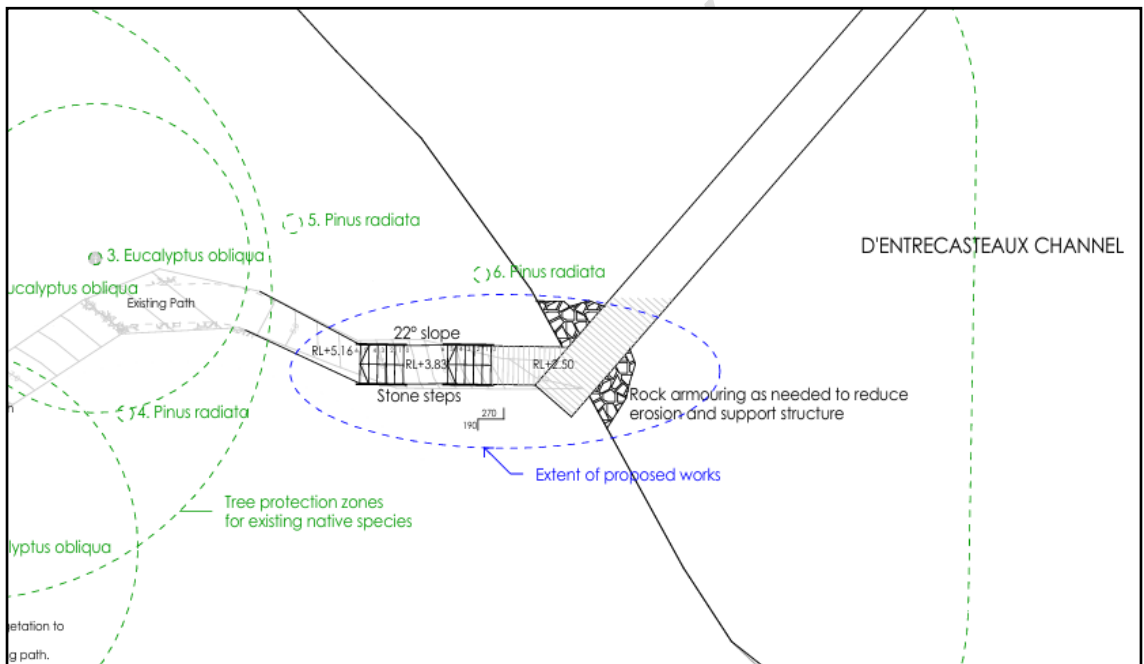 5. Pinus radiata
D'ENTRECASTEAUX CHANNEL
3. Eucalyptus obliqua
6. Pinus radiata
ucalyptus obliqua
Existing Path
22° slope
RL+5.16
RL+3.83
RL+2.50
Stone steps
Rock armouring as needed to reduce
erosion and support structure
4. Pinus radiata
270
190
Extent of proposed works
Tree protection zones
for existing native species
lyptus obliqua
etation to
g path.